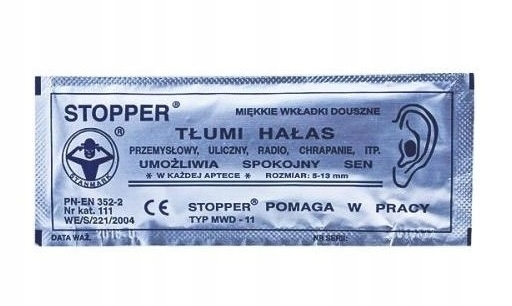 STOPPER®
MIĘKKIE WKŁADKI DOUSZNE
TŁUMI HAŁAS
PRZEMYSŁOWY, ULICZNY, RADIO, CHRAPANIE, ITP.
UMOŻLIWIA SPOKOJNY SEN
* W KAŻDEJ APTECE * ROZMIAR: 5-13 mm
®
STANMARK
PN-EN 352-2
Nr kat. 111
WE/S/221/2004
CE STOPPER® POMAGA W PRACY
TYP MWD - 11
DATA WAŻ.
NR SERII: